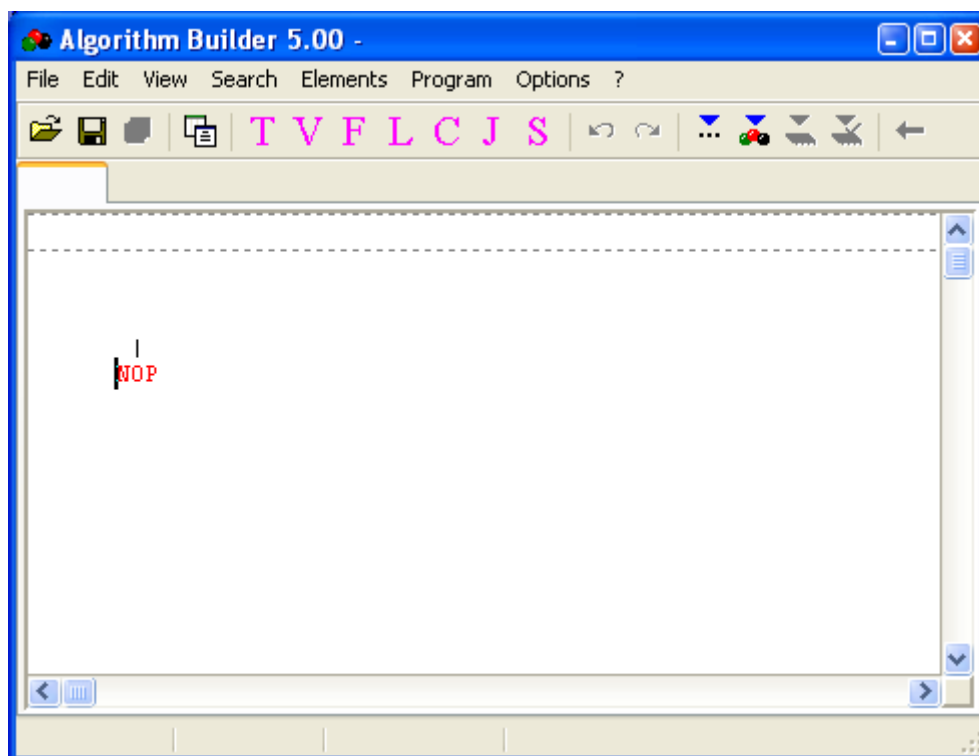 Algorithm Builder 5.00 -
File Edit View Search Elements Program Options ?
T V F L C J S
NOP